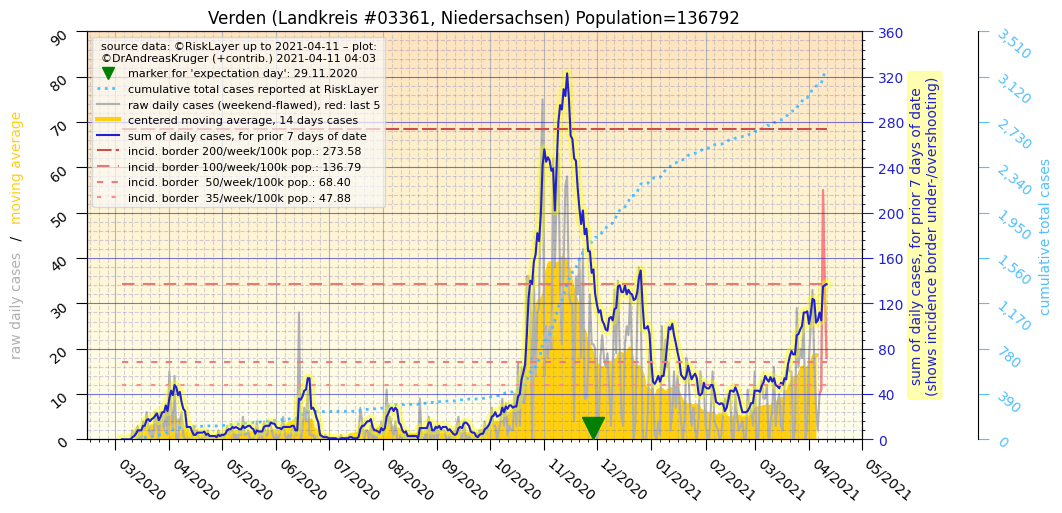 Verden (Landkreis #03361, Niedersachsen) Population=136792
source data: ©RiskLayer up to 2021-04-11 – plot:
©DrAndreasKruger (+contrib.) 2021-04-11 04:03
marker for 'expectation day': 29.11.2020
cumulative total cases reported at RiskLayer
raw daily cases (weekend-flawed), red: last 5
centered moving average, 14 days cases
sum of daily cases, for prior 7 days of date
incid. border 200/week/100k pop.: 273.58
incid. border 100/week/100k pop.: 136.79
incid. border 50/week/100k pop.: 68.40
incid. border 35/week/100k pop.: 47.88
raw daily cases / moving average
90
80
70
60
50
40
30
20
10
0
03/2020
04/2020
05/2020
06/2020
07/2020
08/2020
09/2020
10/2020
11/2020
12/2020
01/2021
02/2021
03/2021
04/2021
05/2021
360
320
280
240
200
160
120
80
40
0
sum of daily cases, for prior 7 days of date
(shows incidence border under-/overshooting)
3,510
3,120
2,730
2,340
1,950
1,560
1,170
780
390
0
cumulative total cases